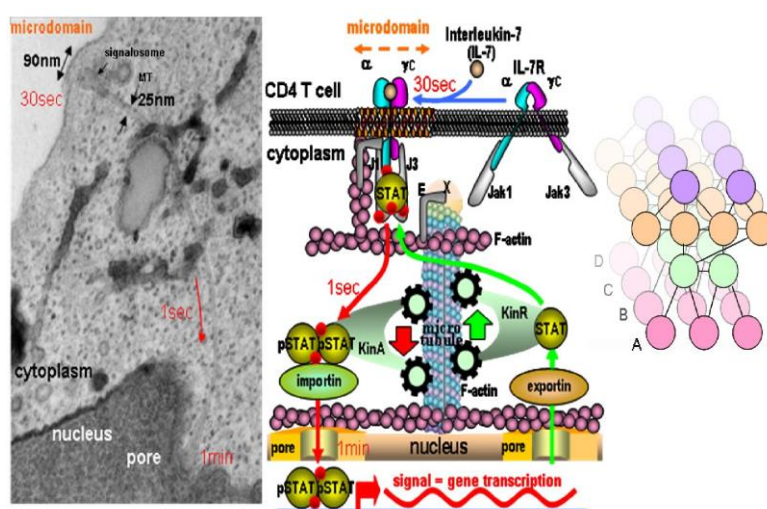 microdomain
signalosome
90nm
MT
30sec
25nm
1sec
cytoplasm
nucleus
pore
1min
microdomain
Interleukin-7
(IL-7)
α
γC
30sec
α
IL-7R
γC
CD4 T cell
cytoplasm
J1
J3
STAT
E
X
Jak1
Jak3
F-actin
1sec
KinR
pSTAT
pSTAT
KinA
micro
tubule
STAT
importin
F-actin
exportin
pore
1min
nucleus
pore
pSTAT
pSTAT
signal = gene transcription
D
C
B
A